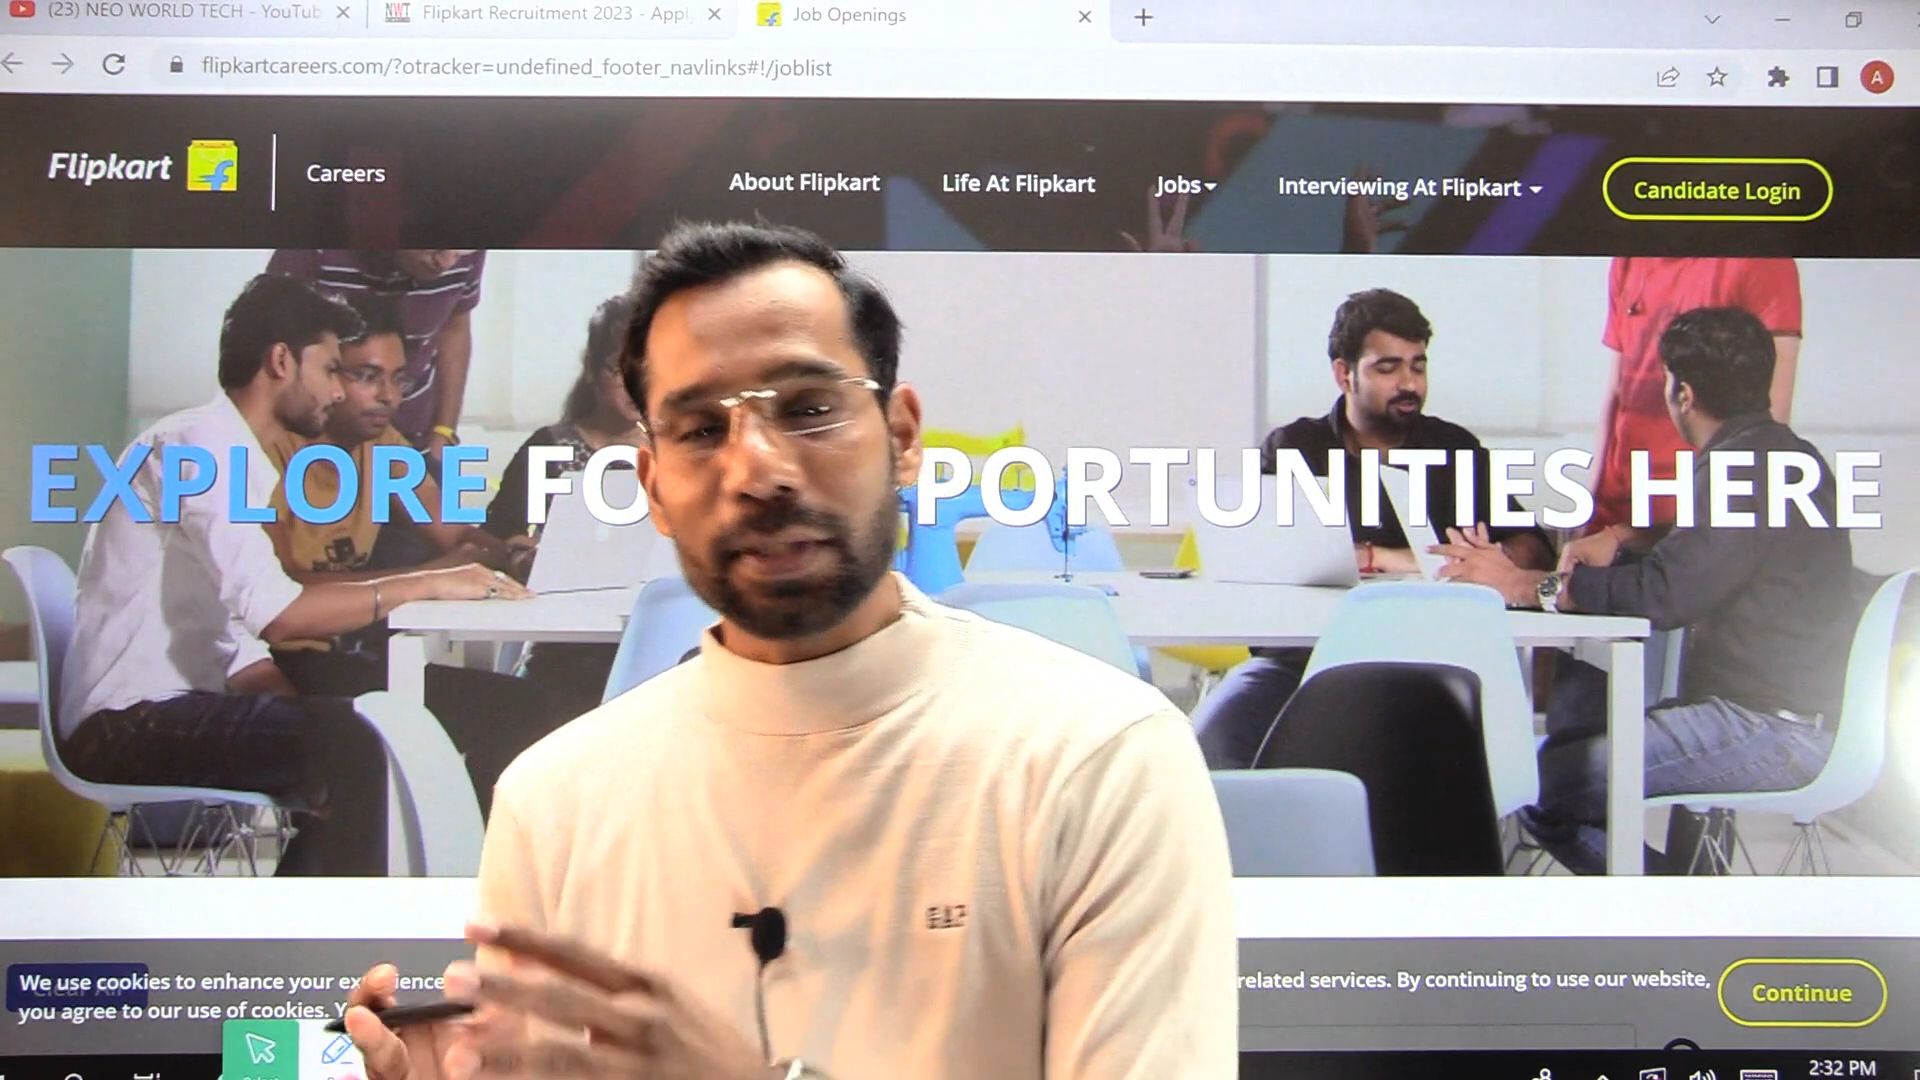 (23) NEO WORLD TECH - YouTub
NWT Flipkart Recruitment 2023 - Appl
Job Openings
flipkartcareers.com/?otracker=undefined_footer_navlinks#!/joblist
A
Flipkart
Careers
About Flipkart
Life At Flipkart
Jobs
Interviewing At Flipkart
Candidate Login
EXPLORE FO PORTUNITIES HERE
GAP
We use cookies to enhance your ex ience related services. By continuing to use our website,
you agree to our use of cookies. Y
Continue
2:32 PM